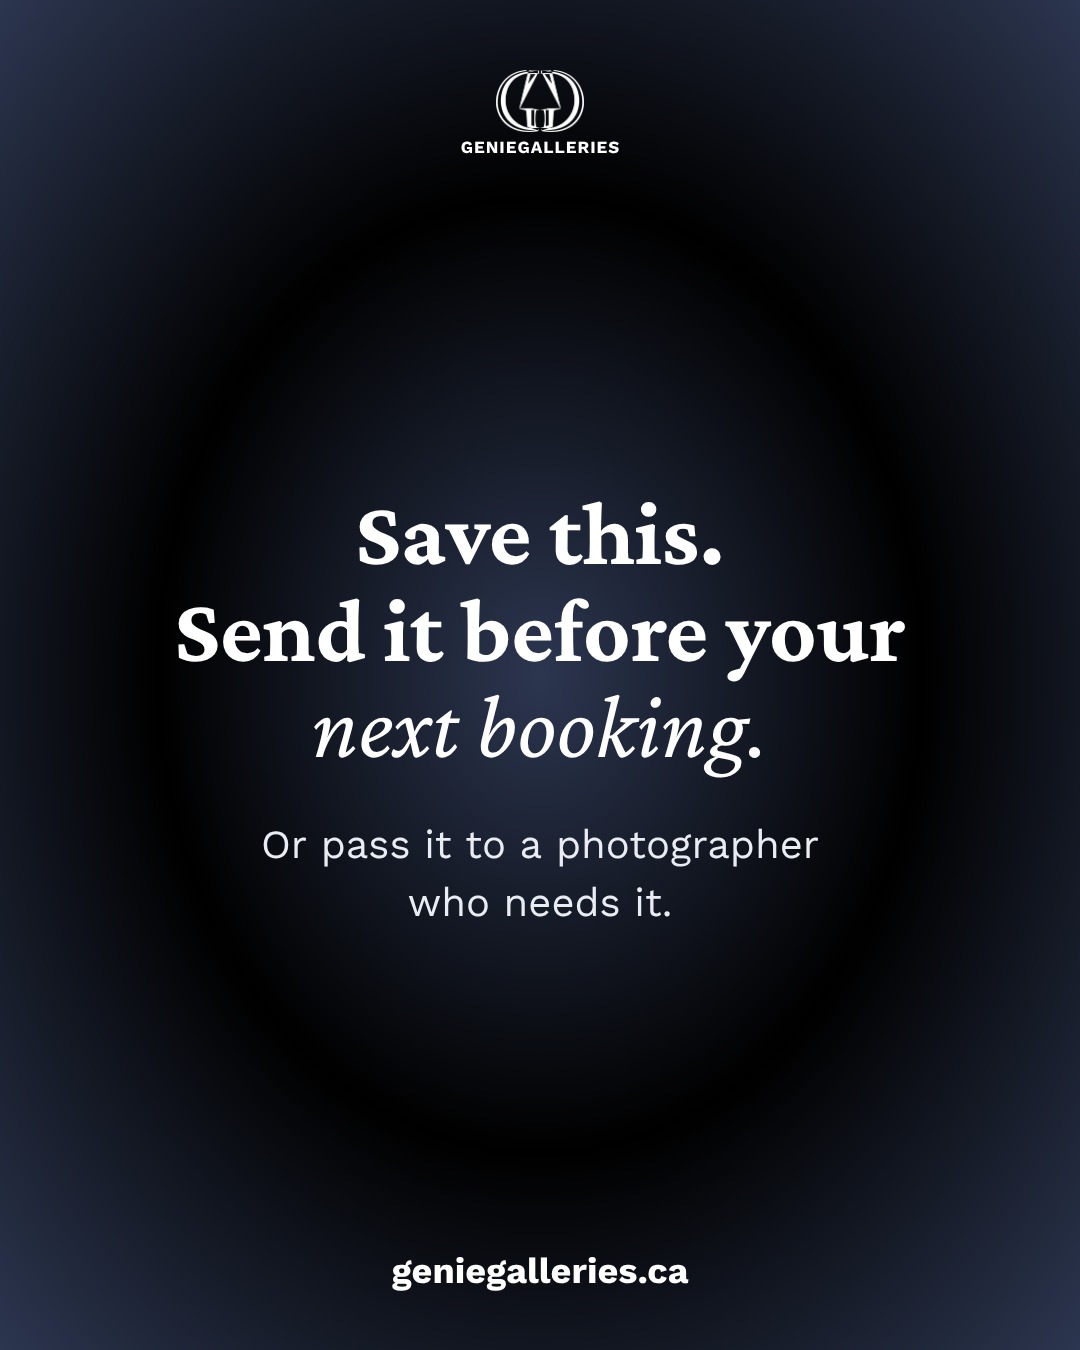 GENIEGALLERIES
Save this.
Send it before your
next booking.
Or pass it to a photographer
who needs it.
geniegalleries.ca